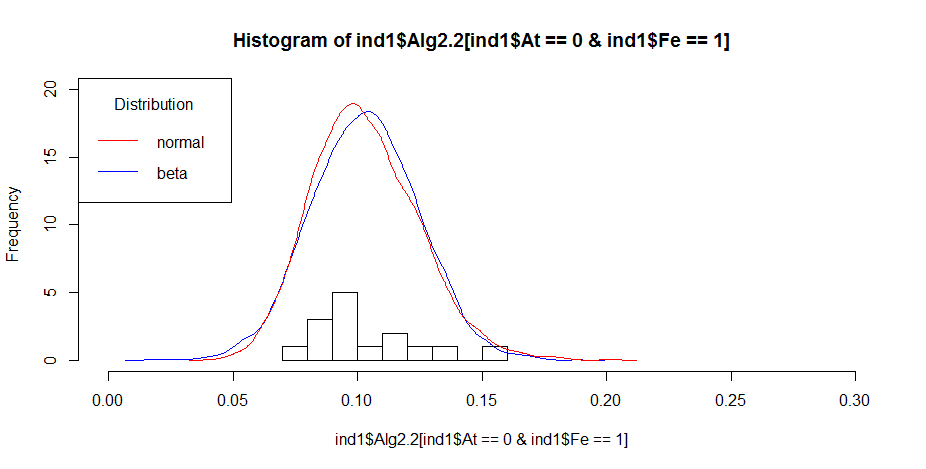 Histogram of ind1$Alg2.2[ind1$At == 0 & ind1$Fe == 1]
Distribution
normal
beta
Frequency
20
15
10
5
0
0.00 0.05 0.10 0.15 0.20 0.25 0.30
ind1$Alg2.2[ind1$At == 0 & ind1$Fe == 1]